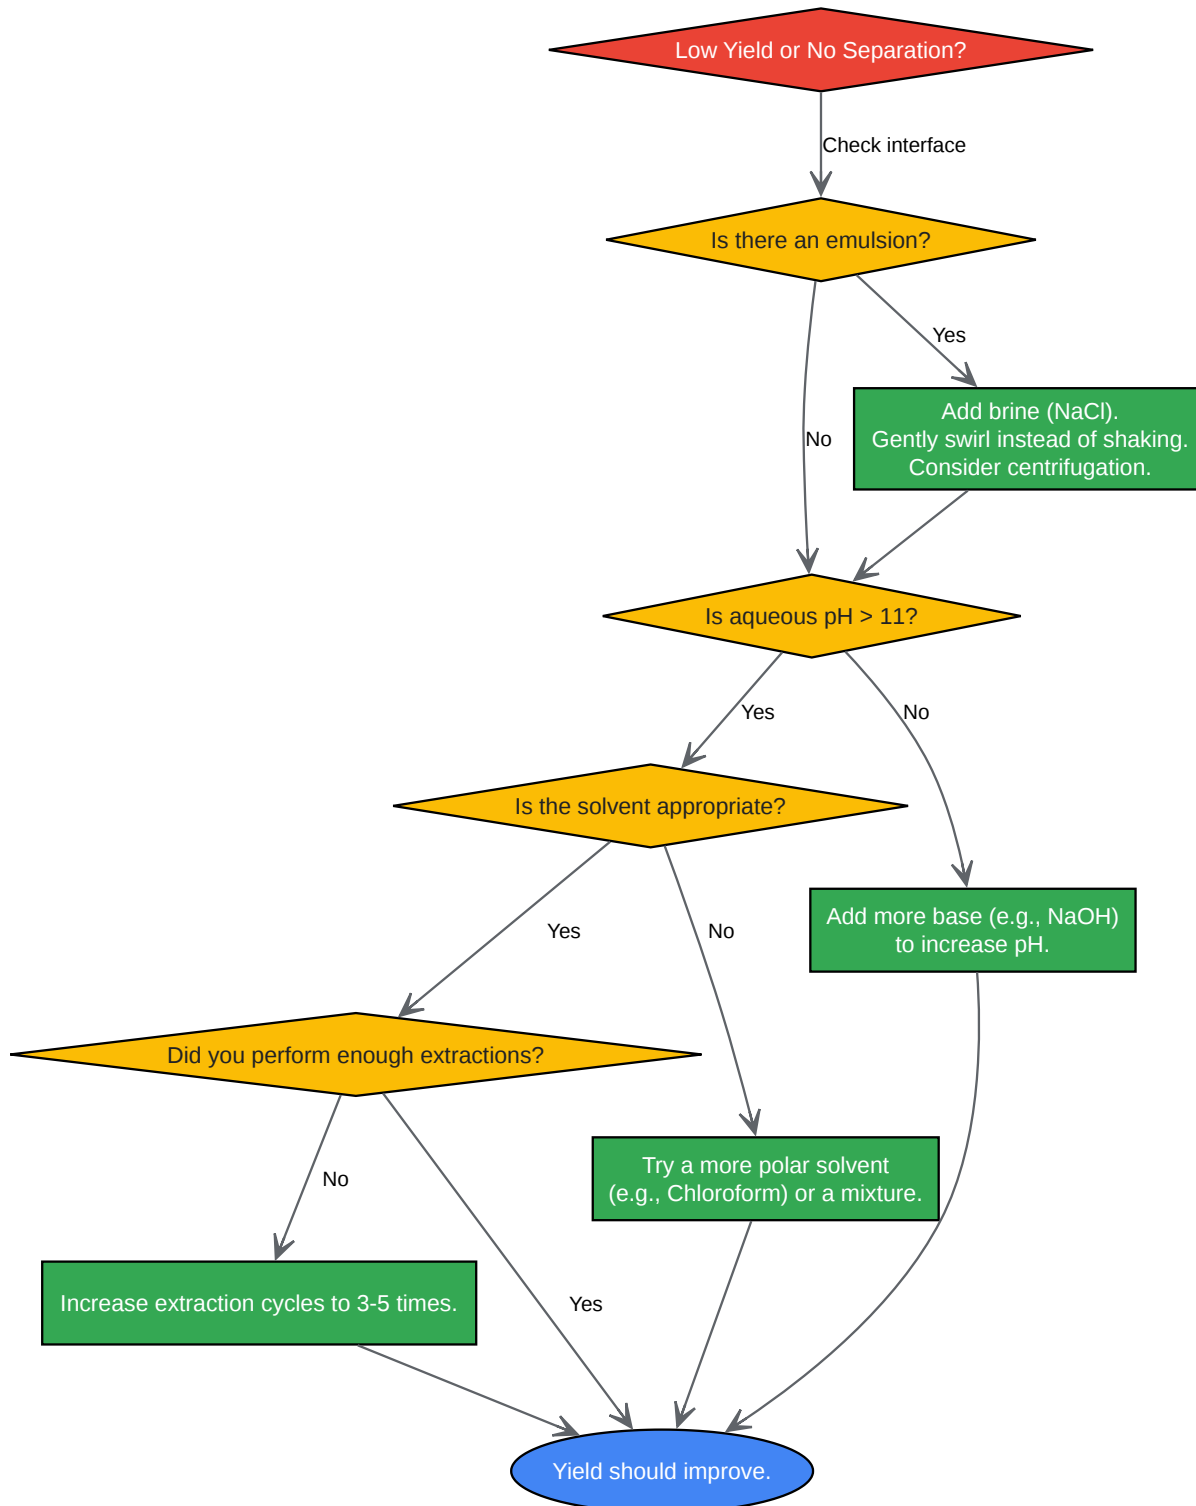 Low Yield or No Separation?
Check interface
Is there an emulsion?
Yes
No
Add brine (NaCl).
Gently swirl instead of shaking.
Consider centrifugation.
Is aqueous pH > 11?
Yes
No
Is the solvent appropriate?
Yes
No
Add more base (e.g., NaOH)
to increase pH.
Did you perform enough extractions?
No
Yes
Try a more polar solvent
(e.g., Chloroform) or a mixture.
Increase extraction cycles to 3-5 times.
Yield should improve.